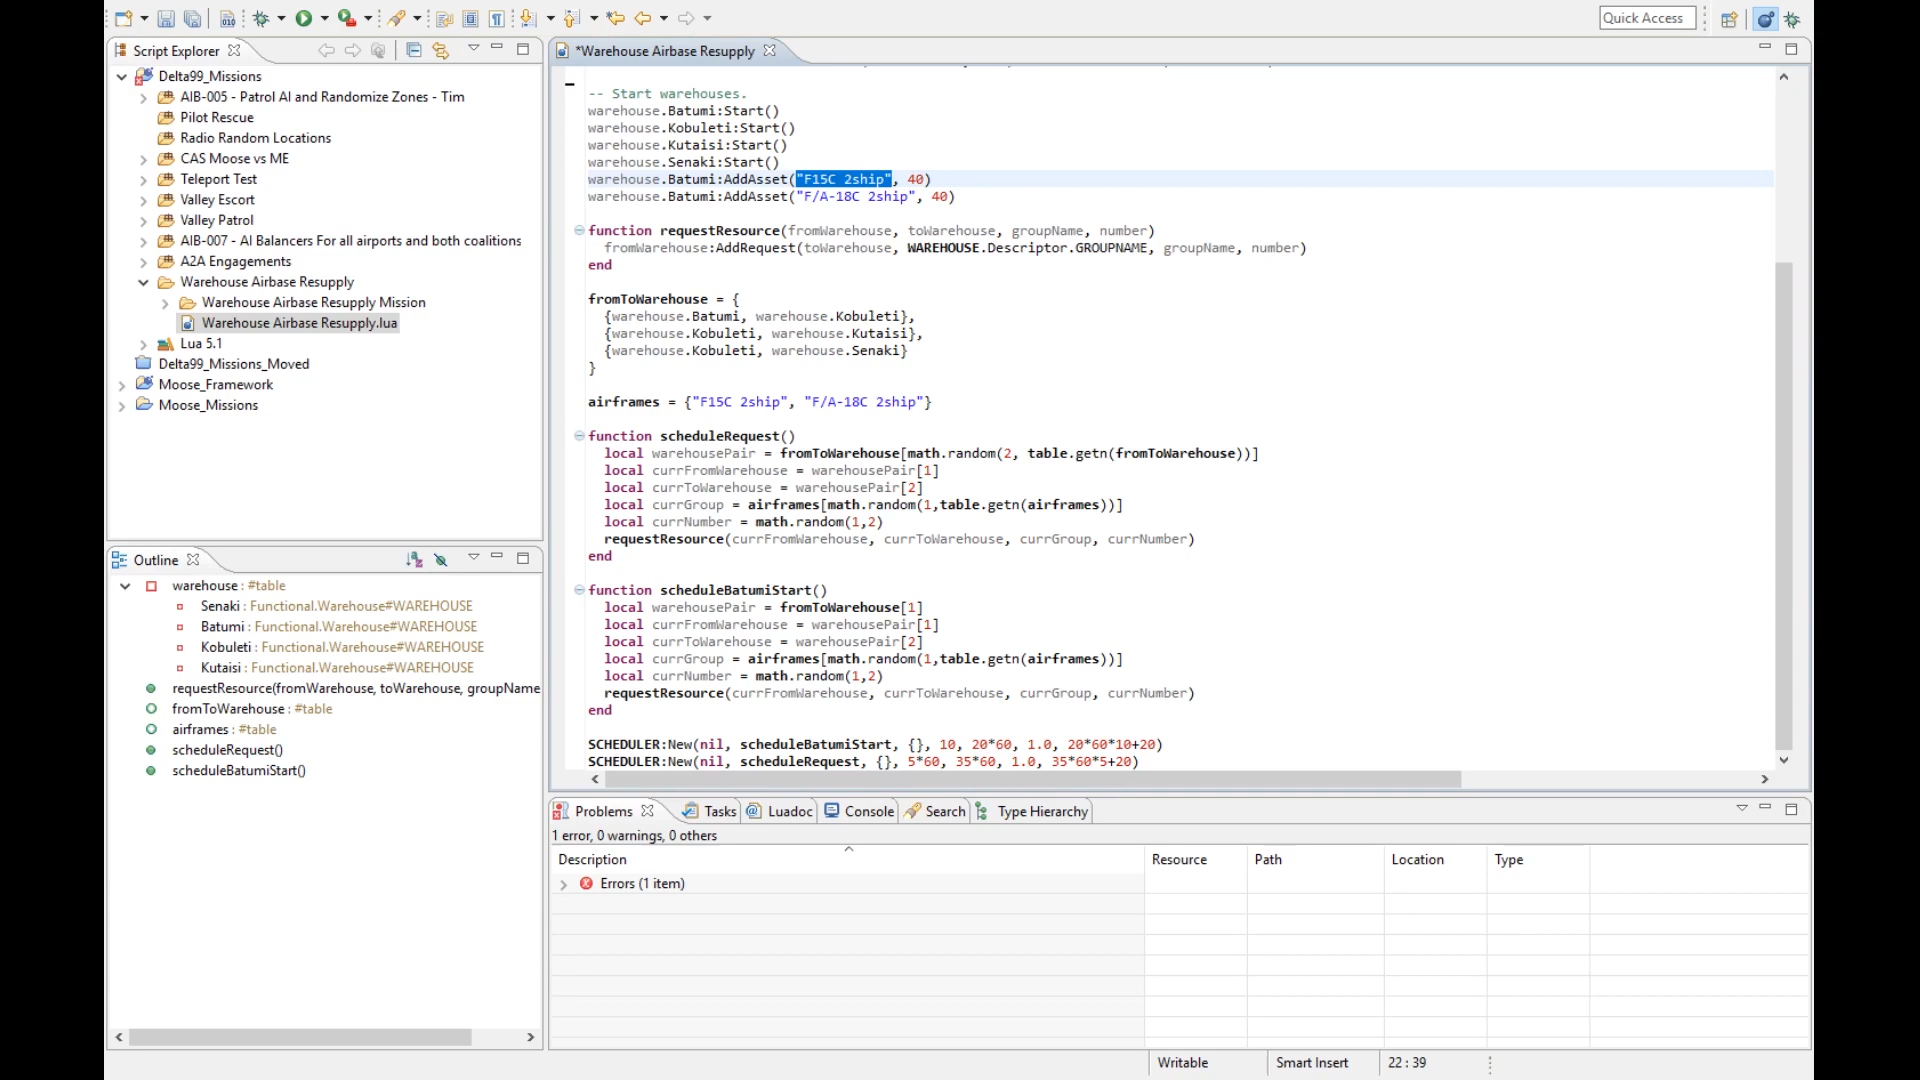 Quick Access
Script Explorer
Delta99_Missions
AIB-005 - Patrol AI and Randomize Zones - Tim
Pilot Rescue
Radio Random Locations
CAS Moose vs ME
Teleport Test
Valley Escort
Valley Patrol
AIB-007 - AI Balancers For all airports and both coalitions
A2A Engagements
Warehouse Airbase Resupply
Warehouse Airbase Resupply Mission
Warehouse Airbase Resupply.lua
Lua 5.1
Delta99_Missions_Moved
Moose_Framework
Moose_Missions
Outline
warehouse : #table
Senaki : Functional.Warehouse#WAREHOUSE
Batumi : Functional.Warehouse#WAREHOUSE
Kobuleti : Functional.Warehouse#WAREHOUSE
Kutaisi : Functional.Warehouse#WAREHOUSE
requestResource(fromWarehouse, toWarehouse, groupName
fromToWarehouse : #table
airframes : #table
scheduleRequest()
scheduleBatumiStart()
*Warehouse Airbase Resupply
-- Start warehouses.
warehouse.Batumi:Start()
warehouse.Kobuleti:Start()
warehouse.Kutaisi:Start()
warehouse.Senaki:Start()
warehouse.Batumi:AddAsset("F15C 2ship", 40)
warehouse.Batumi:AddAsset("F/A-18C 2ship", 40)
function requestResource(fromWarehouse, toWarehouse, groupName, number)
fromWarehouse:AddRequest(toWarehouse, WAREHOUSE.Descriptor.GROUPNAME, groupName, number)
end
fromToWarehouse = {
{warehouse.Batumi, warehouse.Kobuleti},
{warehouse.Kobuleti, warehouse.Kutaisi},
{warehouse.Kobuleti, warehouse.Senaki}
}
airframes = {"F15C 2ship", "F/A-18C 2ship"}
function scheduleRequest()
local warehousePair = fromToWarehouse[math.random(2, table.getn(fromToWarehouse))]
local currFromWarehouse = warehousePair[1]
local currToWarehouse = warehousePair[2]
local currGroup = airframes[math.random(1,table.getn(airframes))]
local currNumber = math.random(1,2)
requestResource(currFromWarehouse, currToWarehouse, currGroup, currNumber)
end
function scheduleBatumiStart()
local warehousePair = fromToWarehouse[1]
local currFromWarehouse = warehousePair[1]
local currToWarehouse = warehousePair[2]
local currGroup = airframes[math.random(1,table.getn(airframes))]
local currNumber = math.random(1,2)
requestResource(currFromWarehouse, currToWarehouse, currGroup, currNumber)
end
SCHEDULER:New(nil, scheduleBatumiStart, {}, 10, 20*60, 1.0, 20*60*10+20)
SCHEDULER:New(nil, scheduleRequest, {}, 5*60, 35*60, 1.0, 35*60*5+20)
Problems Tasks Luadoc Console Search Type Hierarchy
1 error, 0 warnings, 0 others
Description Resource Path Location Type
Errors (1 item)
Writable Smart Insert 22 : 39